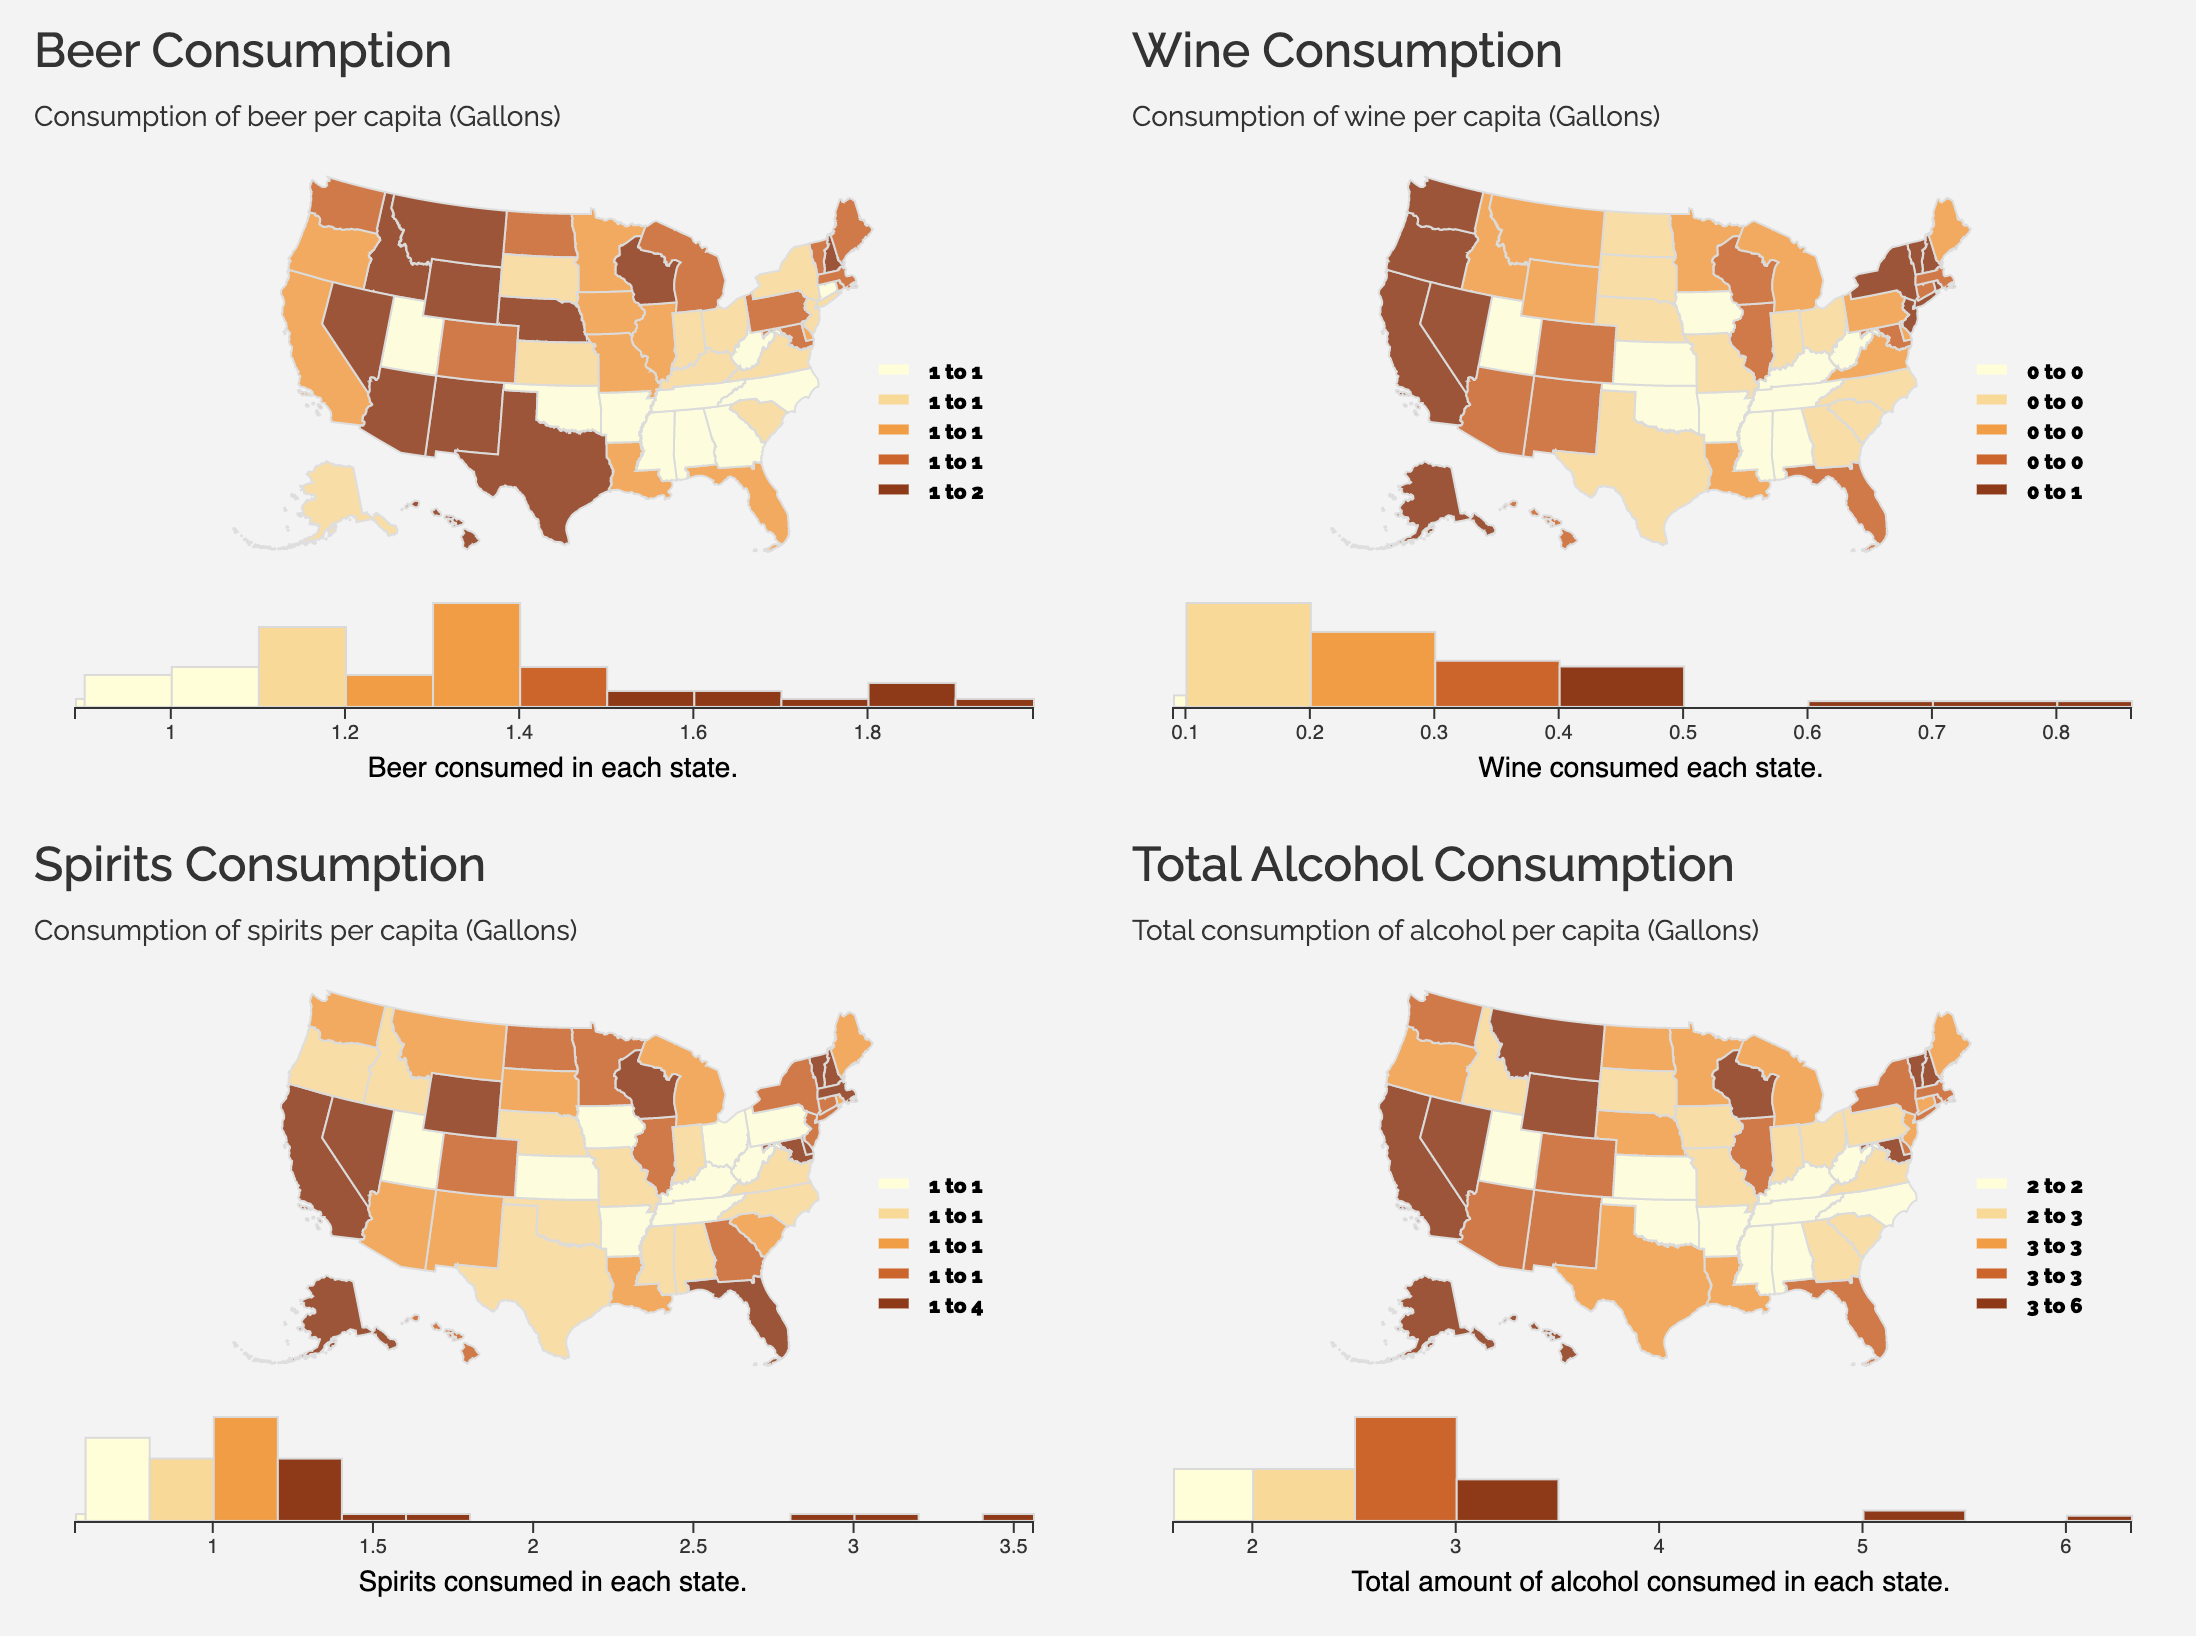 Beer Consumption
Consumption of beer per capita (Gallons)
1 to 1
1 to 1
1 to 1
1 to 1
1 to 2
1 1.2 1.4 1.6 1.8
Beer consumed in each state.
Wine Consumption
Consumption of wine per capita (Gallons)
0 to 0
0 to 0
0 to 0
0 to 0
0 to 1
0.1 0.2 0.3 0.4 0.5 0.6 0.7 0.8
Wine consumed each state.
Spirits Consumption
Consumption of spirits per capita (Gallons)
1 to 1
1 to 1
1 to 1
1 to 1
1 to 4
1 1.5 2 2.5 3 3.5
Spirits consumed in each state.
Total Alcohol Consumption
Total consumption of alcohol per capita (Gallons)
2 to 2
2 to 3
3 to 3
3 to 3
3 to 6
2 3 4 5 6
Total amount of alcohol consumed in each state.